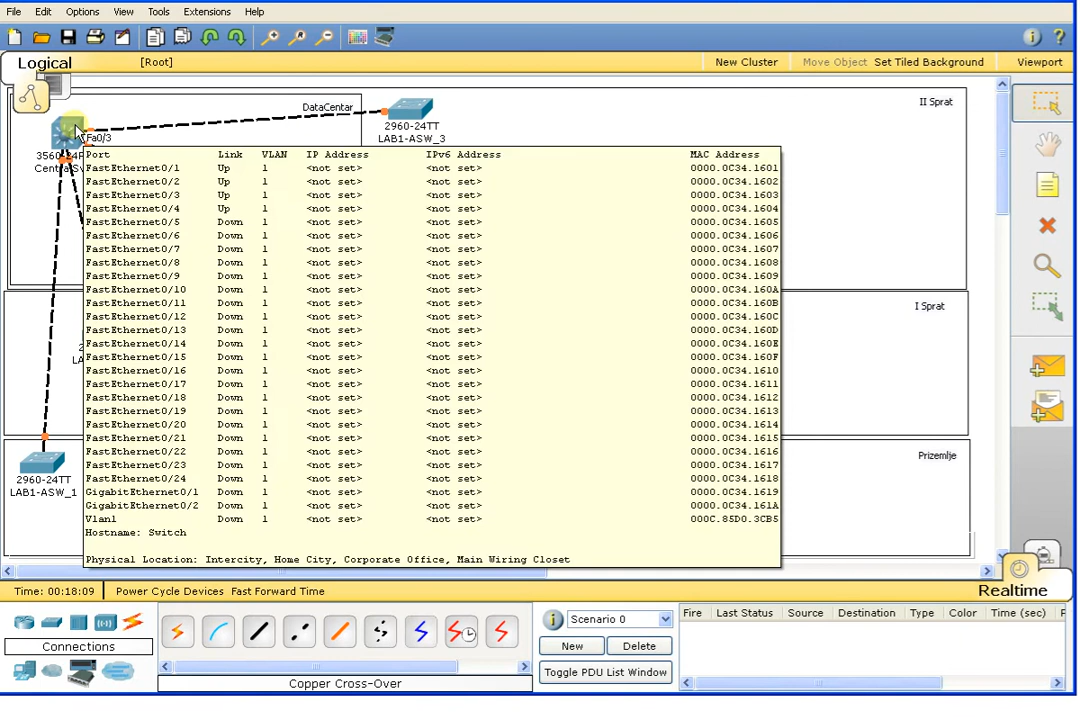 File Edit Options View Tools Extensions Help
Logical [Root] New Cluster Move Object Set Tiled Background Viewport
DataCentar
II Sprat
2960-24TT
LAB1-ASW_3
Fa0/3
Port Link VLAN IP Address IPv6 Address MAC Address
FastEthernet0/1 Up 1 <not set> <not set> 0000.0C34.1601
FastEthernet0/2 Up 1 <not set> <not set> 0000.0C34.1602
FastEthernet0/3 Up 1 <not set> <not set> 0000.0C34.1603
FastEthernet0/4 Up 1 <not set> <not set> 0000.0C34.1604
FastEthernet0/5 Down 1 <not set> <not set> 0000.0C34.1605
FastEthernet0/6 Down 1 <not set> <not set> 0000.0C34.1606
FastEthernet0/7 Down 1 <not set> <not set> 0000.0C34.1607
FastEthernet0/8 Down 1 <not set> <not set> 0000.0C34.1608
FastEthernet0/9 Down 1 <not set> <not set> 0000.0C34.1609
FastEthernet0/10 Down 1 <not set> <not set> 0000.0C34.160A
FastEthernet0/11 Down 1 <not set> <not set> 0000.0C34.160B
FastEthernet0/12 Down 1 <not set> <not set> 0000.0C34.160C
FastEthernet0/13 Down 1 <not set> <not set> 0000.0C34.160D
FastEthernet0/14 Down 1 <not set> <not set> 0000.0C34.160E
FastEthernet0/15 Down 1 <not set> <not set> 0000.0C34.160F
FastEthernet0/16 Down 1 <not set> <not set> 0000.0C34.1610
FastEthernet0/17 Down 1 <not set> <not set> 0000.0C34.1611
FastEthernet0/18 Down 1 <not set> <not set> 0000.0C34.1612
FastEthernet0/19 Down 1 <not set> <not set> 0000.0C34.1613
FastEthernet0/20 Down 1 <not set> <not set> 0000.0C34.1614
FastEthernet0/21 Down 1 <not set> <not set> 0000.0C34.1615
FastEthernet0/22 Down 1 <not set> <not set> 0000.0C34.1616
FastEthernet0/23 Down 1 <not set> <not set> 0000.0C34.1617
FastEthernet0/24 Down 1 <not set> <not set> 0000.0C34.1618
GigabitEthernet0/1 Down 1 <not set> <not set> 0000.0C34.1619
GigabitEthernet0/2 Down 1 <not set> <not set> 0000.0C34.161A
Vlan1 Down 1 <not set> <not set> 000C.85D0.3CB5
Hostname: Switch
Physical Location: Intercity, Home City, Corporate Office, Main Wiring Closet
I Sprat
Prizemlje
2960-24TT
LAB1-ASW_1
Realtime
Time: 00:18:09 Power Cycle Devices Fast Forward Time
Connections
Copper Cross-Over
Scenario 0
New Delete
Toggle PDU List Window
Fire Last Status Source Destination Type Color Time (sec) P